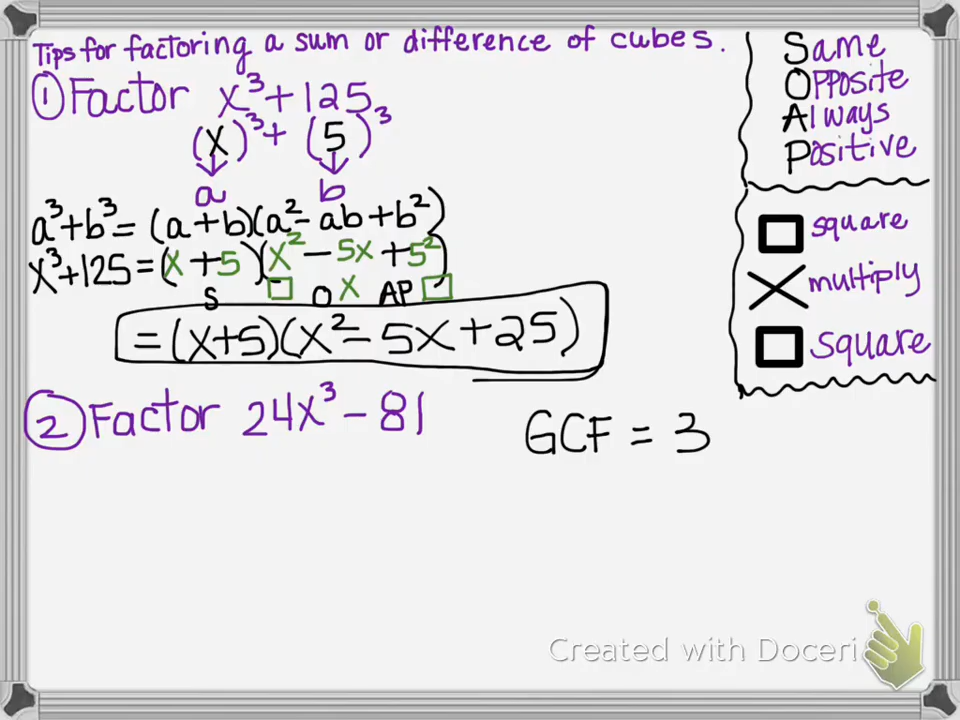 Tips for factoring a sum or difference of cubes.
① Factor x³+125
(x)³+(5)³
a b
a³+b³=(a+b)(a²-ab+b²)
x³+125=(x+5)(x²-5x+5²)
S □ O X AP □
=(x+5)(x²-5x+25)
② Factor 24x³-81
GCF = 3
Same
Opposite
Always
Positive
□ square
X multiply
□ square
Created with Doceri